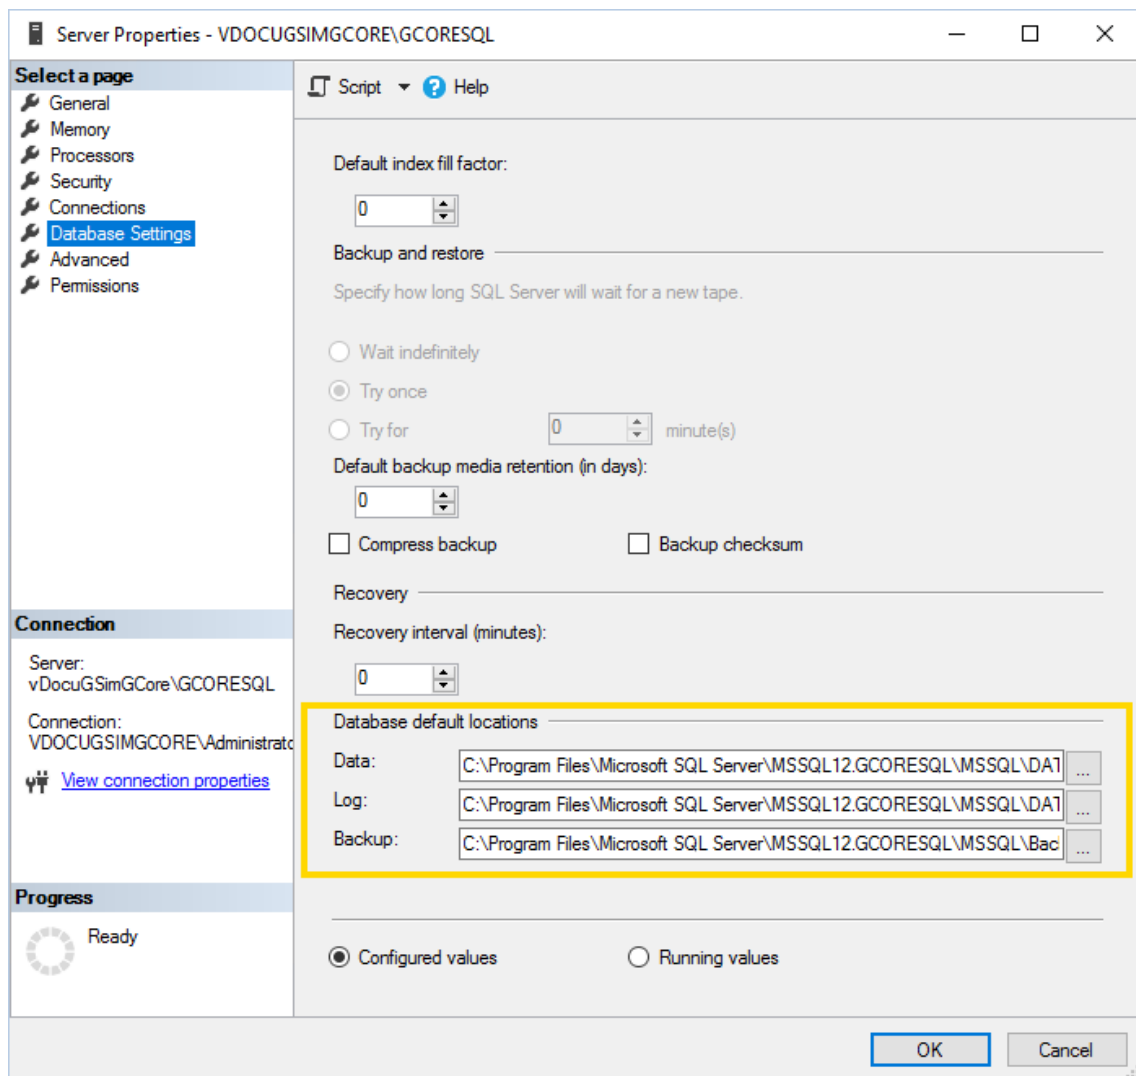 Server Properties - VDOCUGSIMGCORE\GCORESQL
Select a page
General
Memory
Processors
Security
Connections
Database Settings
Advanced
Permissions
Connection
Server:
vDocuGSimGCore\GCORESQL
Connection:
VDOCUGSIMGCORE\Administrato
View connection properties
Progress
Ready
Script
Help
Default index fill factor:
0
Backup and restore
Specify how long SQL Server will wait for a new tape.
Wait indefinitely
Try once
Try for 0 minute(s)
Default backup media retention (in days):
0
Compress backup Backup checksum
Recovery
Recovery interval (minutes):
0
Database default locations
Data: C:\Program Files\Microsoft SQL Server\MSSQL12.GCORESQL\MSSQL\DAT ...
Log: C:\Program Files\Microsoft SQL Server\MSSQL12.GCORESQL\MSSQL\DAT ...
Backup: C:\Program Files\Microsoft SQL Server\MSSQL12.GCORESQL\MSSQL\Bac ...
Configured values Running values
OK Cancel